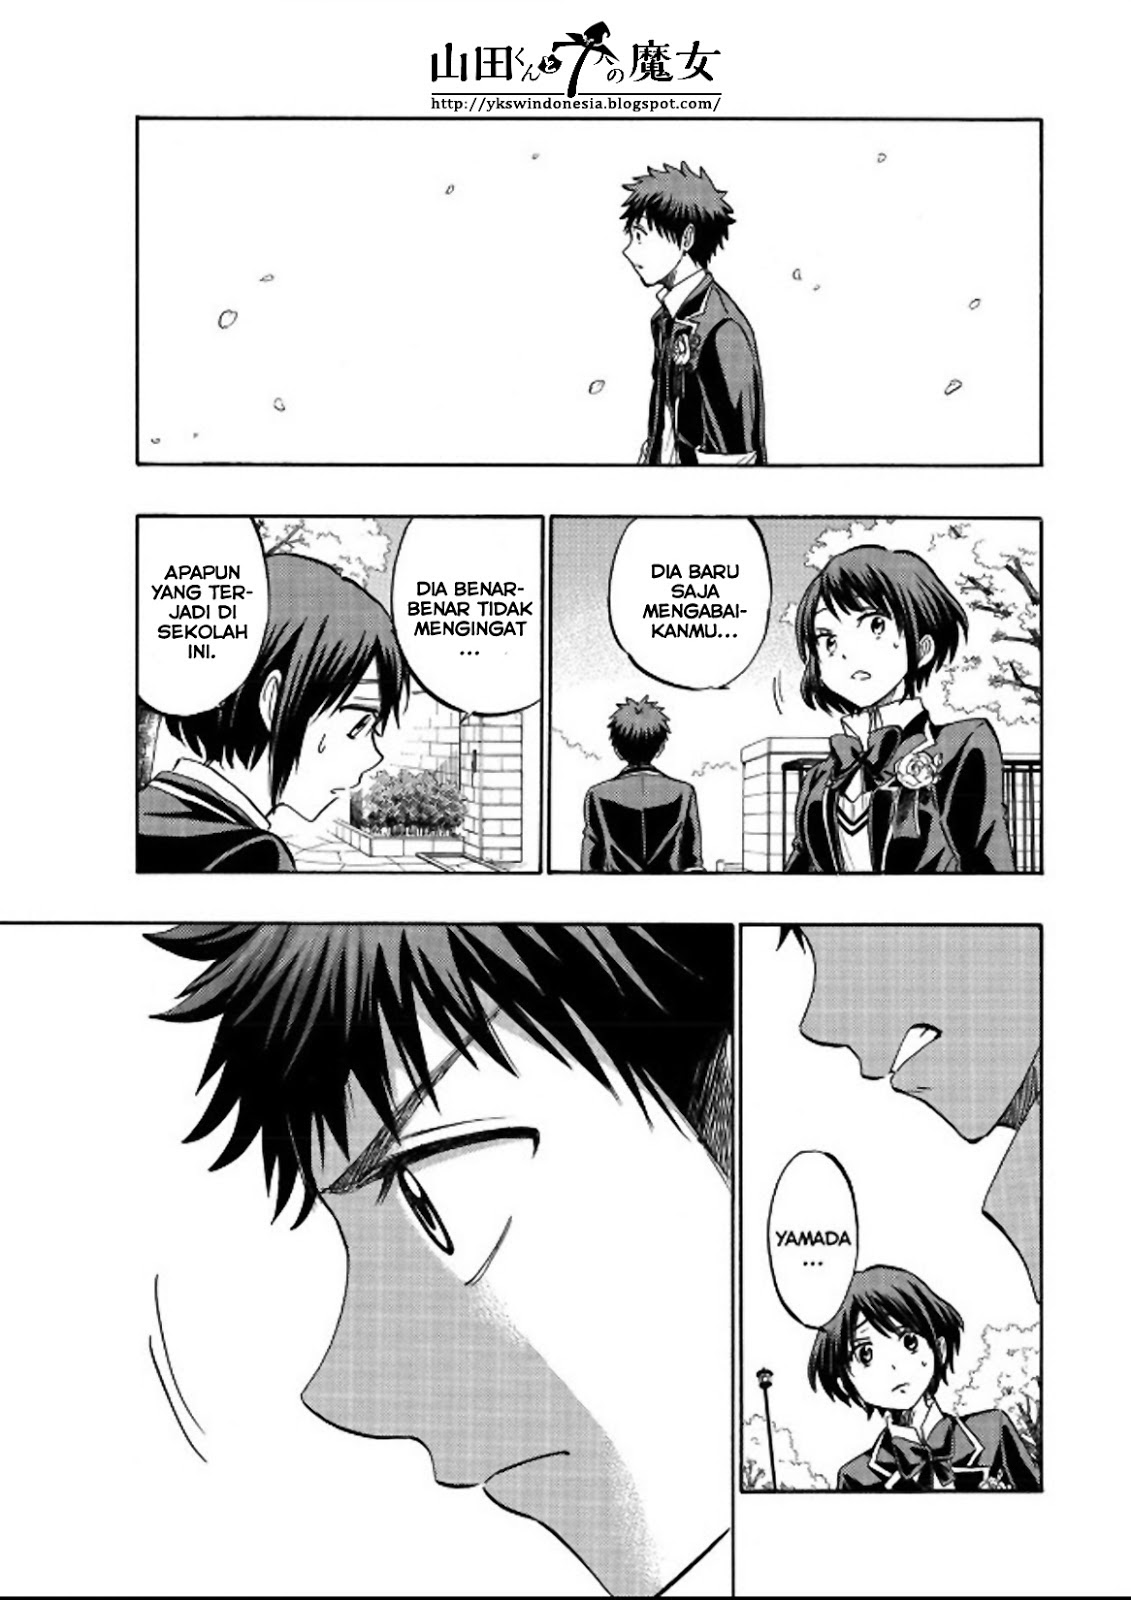 山田くんと7人の魔女
http://ykswindonesia.blogspot.com/
DIA BARU
SAJA
MENGABAI-
KANMU...
DIA BENAR-
BENAR TIDAK
MENGINGAT
...
APAPUN
YANG TER-
JADI DI
SEKOLAH
INI.
YAMADA
...